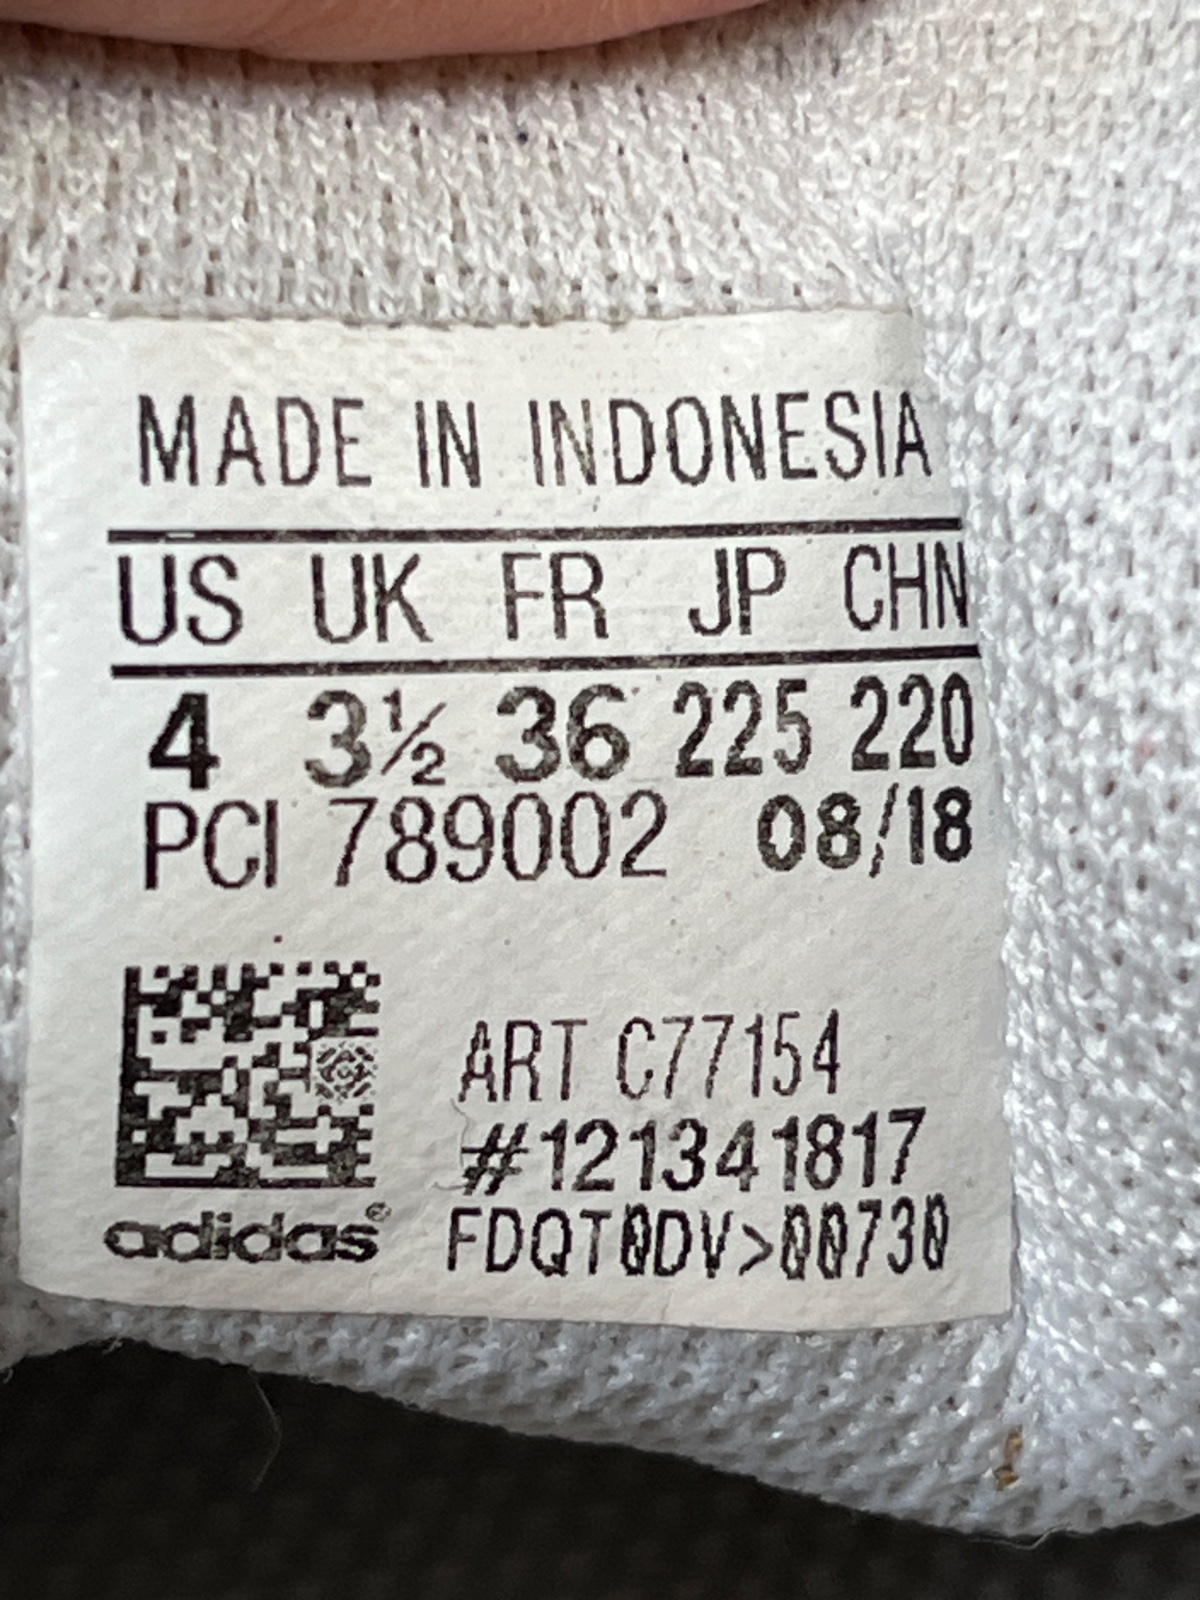 MADE IN INDONESIA
US UK FR JP CHN
4 3½ 36 225 220
PCI 789002 08/18
ART C77154
#121341817
FDQT0DV>00730
adidas®